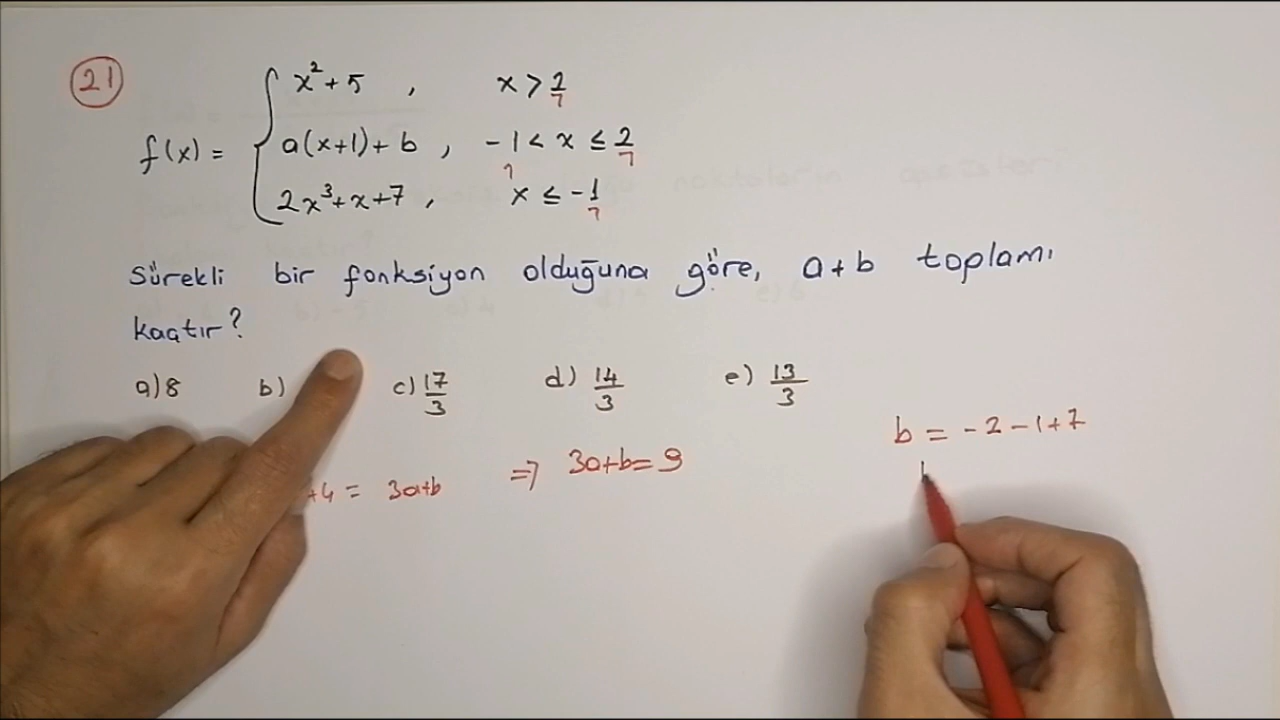 21
x² + 5 , x > 2
f(x) = { a(x+1) + b , -1 < x ≤ 2
2x³ + x + 7 , x ≤ -1
Sürekli bir fonksiyon olduğuna göre, a+b toplamı
kaçtır?
a) 8 b) c) 17/3 d) 14/3 e) 13/3
b = -2 - 1 + 7
+4 = 3a+b ⇒ 3a+b = 9